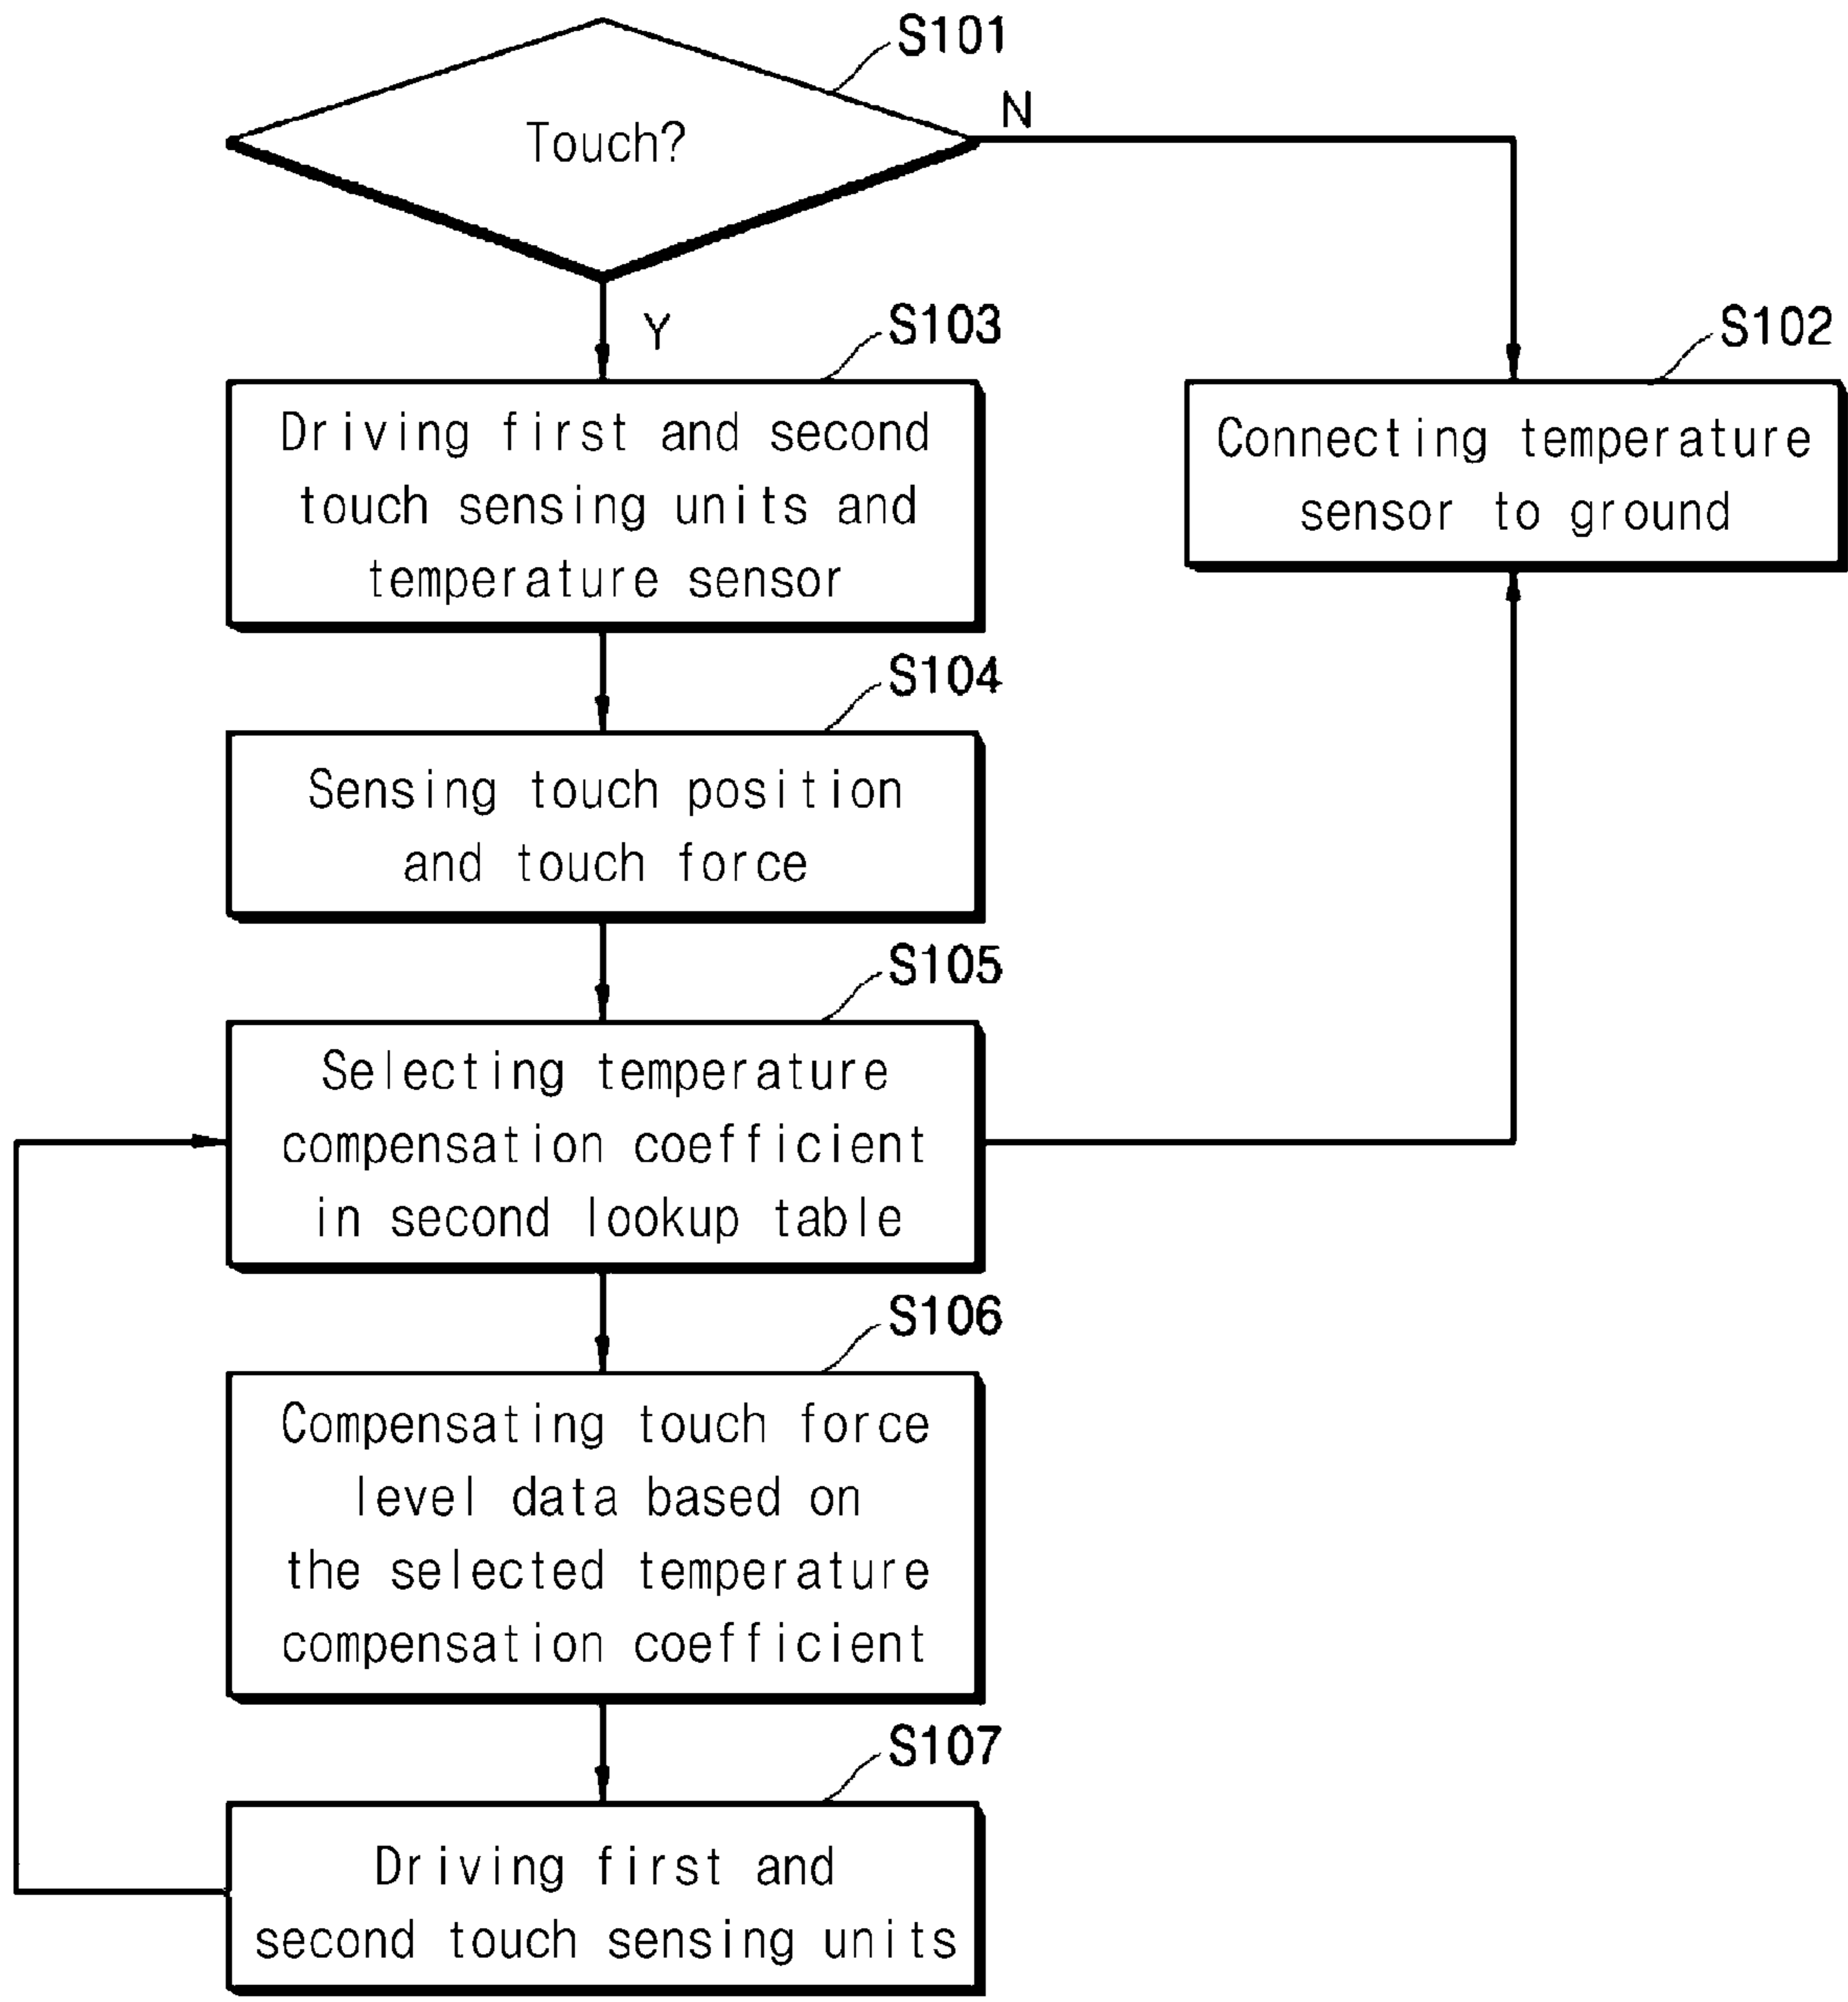 S101
Touch?
N
Y
S103
Driving first and second
touch sensing units and
temperature sensor
S102
Connecting temperature
sensor to ground
S104
Sensing touch position
and touch force
S105
Selecting temperature
compensation coefficient
in second lookup table
S106
Compensating touch force
level data based on
the selected temperature
compensation coefficient
S107
Driving first and
second touch sensing units